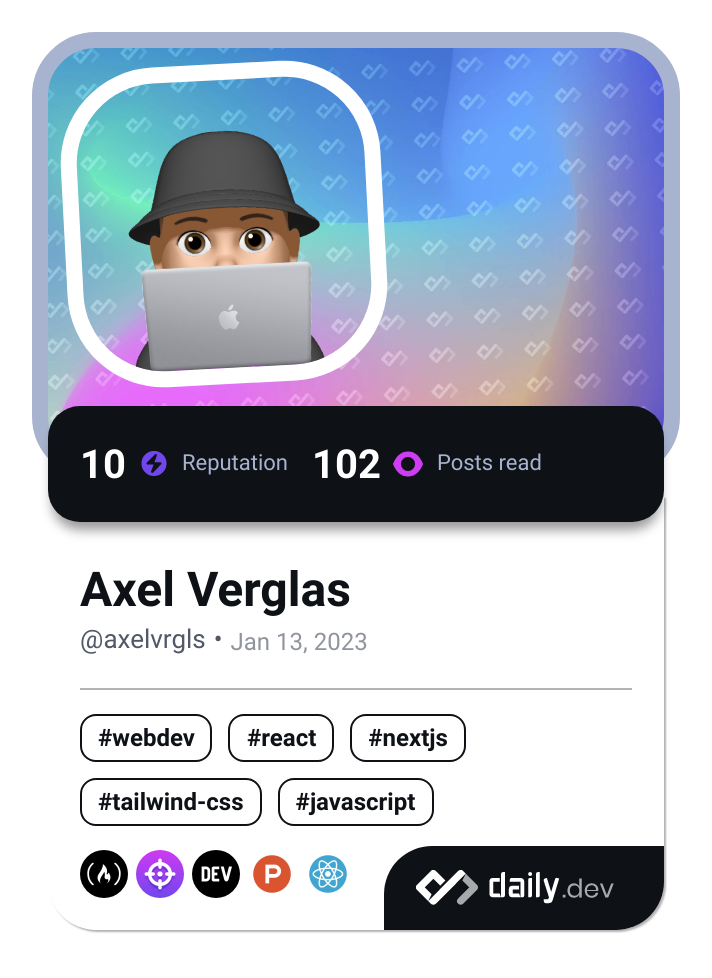 10 Reputation 102 Posts read
Axel Verglas
@axelvrgls • Jan 13, 2023
#webdev #react #nextjs
#tailwind-css #javascript
DEV P daily.dev